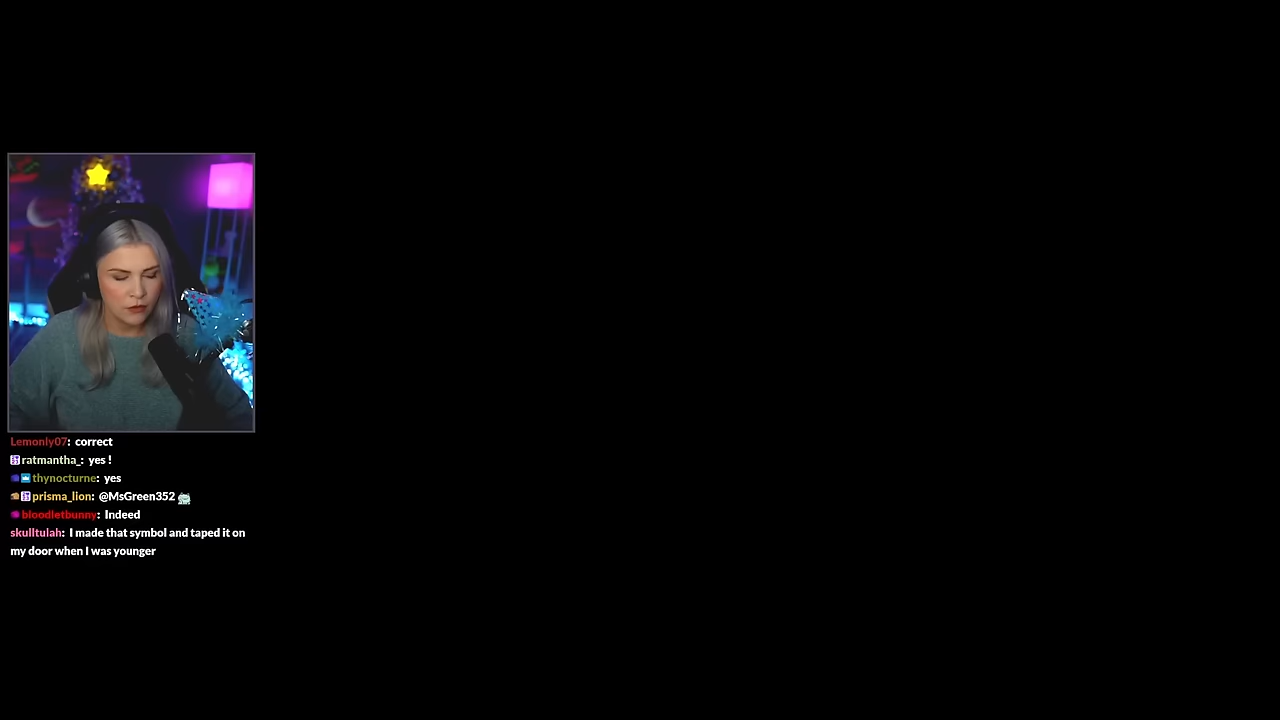 Lemonly07: correct
ratmantha_: yes !
thynocturne: yes
prisma_lion: @MsGreen352
bloodletbunny: Indeed
skulltulah: I made that symbol and taped it on
my door when I was younger